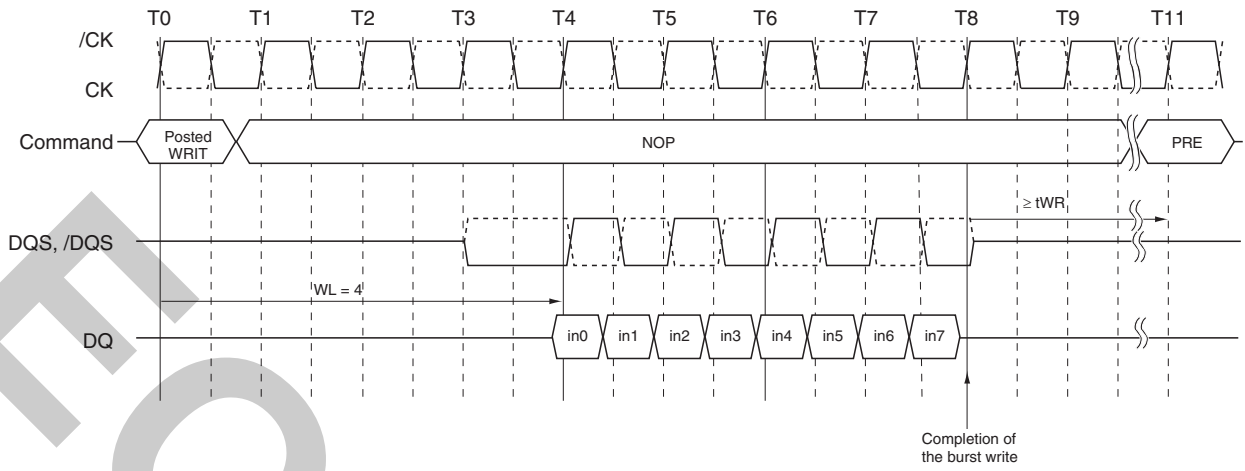 T0 T1 T2 T3 T4 T5 T6 T7 T8 T9 T11
/CK
CK
Command
Posted
WRIT
NOP
PRE
≥ tWR
DQS, /DQS
WL = 4
DQ
in0 in1 in2 in3 in4 in5 in6 in7
Completion of
the burst write